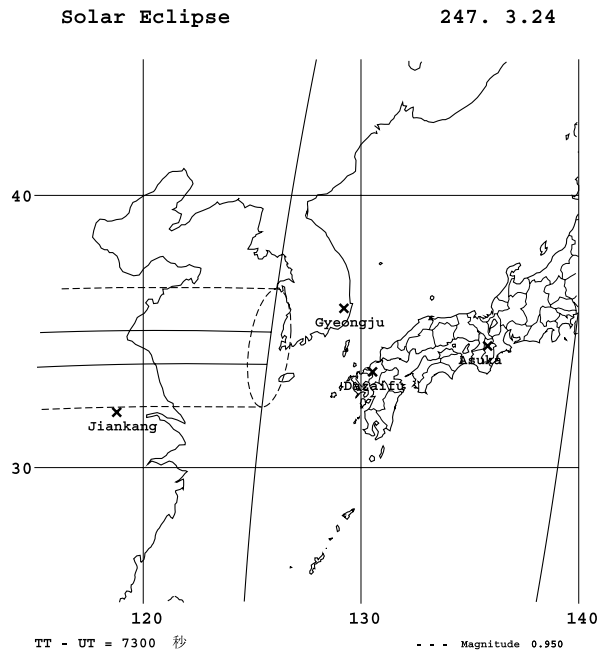 Solar Eclipse 247. 3.24
40
Gyeongju
Asuka
Dazaifu
Jiankang
30
120 130 140
TT - UT = 7300 秒 --- Magnitude 0.950